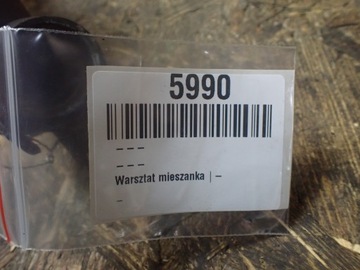 5990
– – –
– – –
Warsztat mieszanka | –
–